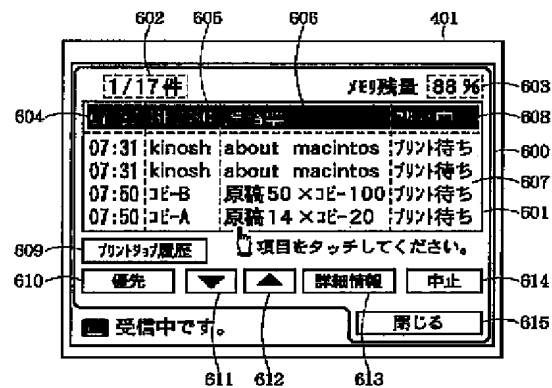 602 605 606 401
1/17件 メモリ残量 88% 603
604 608
600
07:31 kinosh about macintos プリント待ち
07:31 kinosh about macintos プリント待ち 607
07:50 コピーB 原稿50×コピー100 プリント待ち
07:50 コピーA 原稿14×コピー20 プリント待ち 601
609 プリントジョブ履歴 項目をタッチしてください。
610 優先 ▼ ▲ 詳細情報 中止 614
受信中です。 閉じる 615
611 612 613